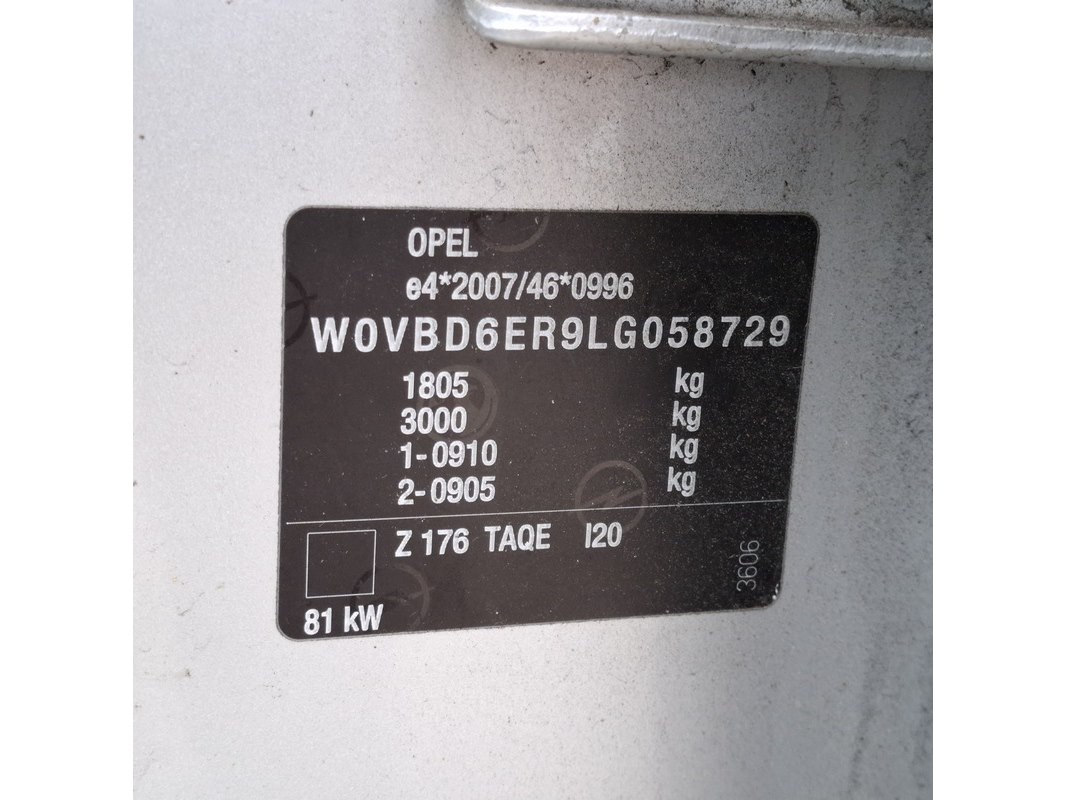 OPEL
e4*2007/46*0996
W0VBD6ER9LG058729
1805 kg
3000 kg
1-0910 kg
2-0905 kg
Z 176 TAQE I20
81 kW
3606